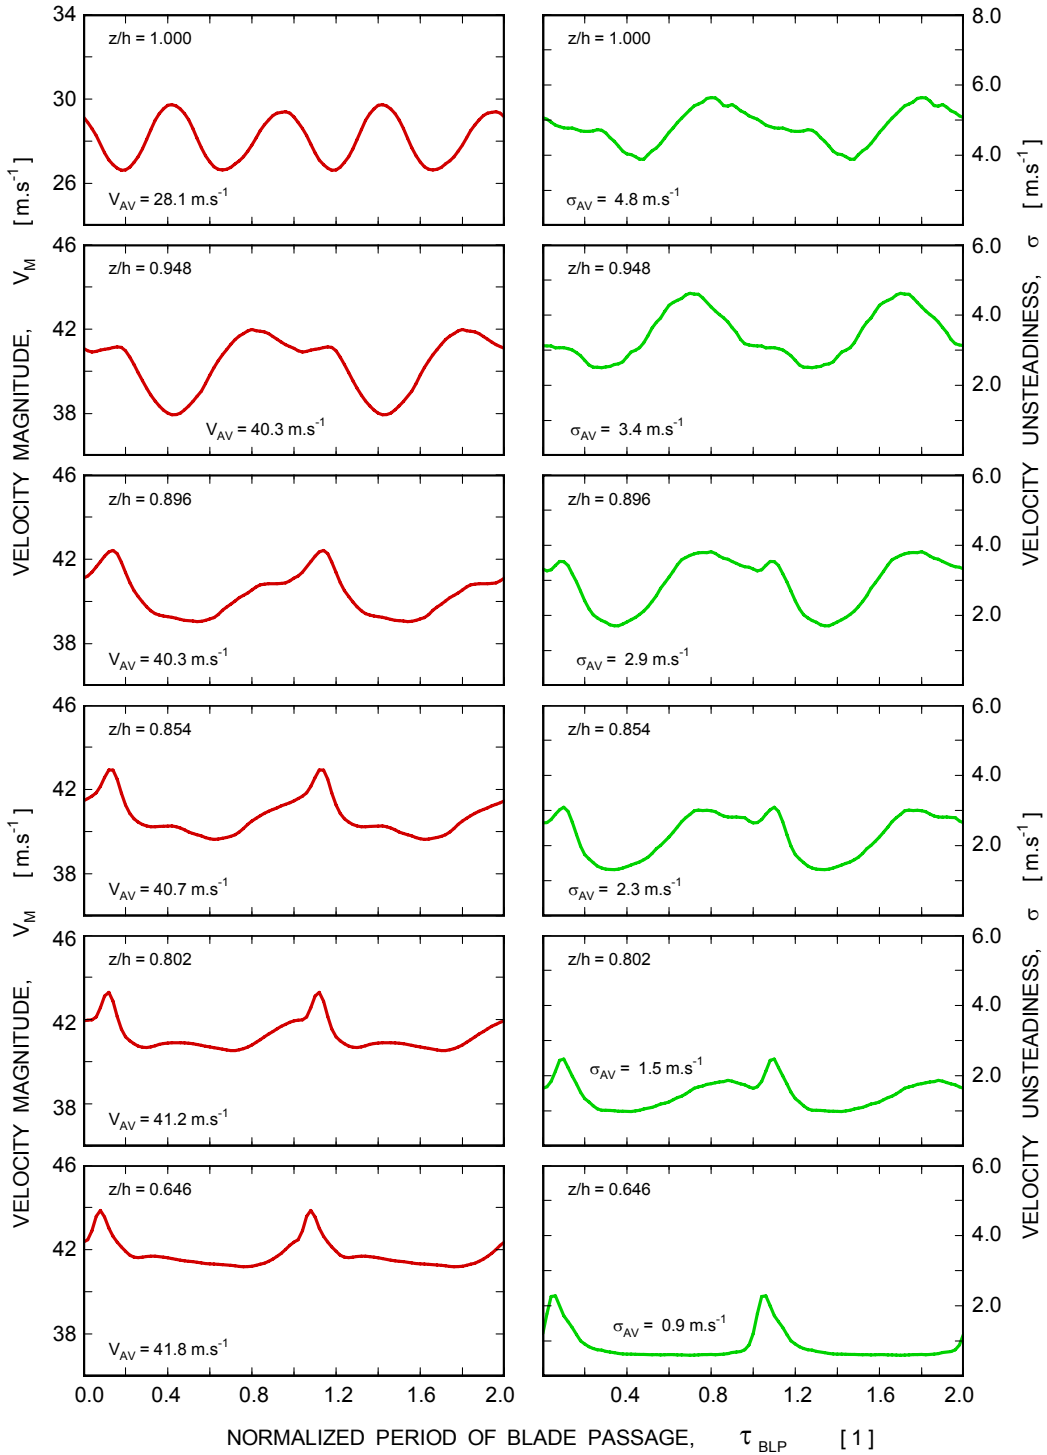 34
30
26
z/h = 1.000
V_AV = 28.1 m.s⁻¹
z/h = 1.000
σ_AV = 4.8 m.s⁻¹
8.0
6.0
4.0
46
42
38
z/h = 0.948
V_AV = 40.3 m.s⁻¹
z/h = 0.948
σ_AV = 3.4 m.s⁻¹
6.0
4.0
2.0
46
42
38
z/h = 0.896
V_AV = 40.3 m.s⁻¹
z/h = 0.896
σ_AV = 2.9 m.s⁻¹
6.0
4.0
2.0
46
42
38
z/h = 0.854
V_AV = 40.7 m.s⁻¹
z/h = 0.854
σ_AV = 2.3 m.s⁻¹
6.0
4.0
2.0
46
42
38
z/h = 0.802
V_AV = 41.2 m.s⁻¹
z/h = 0.802
σ_AV = 1.5 m.s⁻¹
6.0
4.0
2.0
46
42
38
z/h = 0.646
V_AV = 41.8 m.s⁻¹
z/h = 0.646
σ_AV = 0.9 m.s⁻¹
6.0
4.0
2.0
0.0 0.4 0.8 1.2 1.6 2.0
0.4 0.8 1.2 1.6 2.0
VELOCITY MAGNITUDE, V_M [m.s⁻¹]
VELOCITY MAGNITUDE, V_M [m.s⁻¹]
VELOCITY UNSTEADINESS, σ [m.s⁻¹]
VELOCITY UNSTEADINESS, σ [m.s⁻¹]
NORMALIZED PERIOD OF BLADE PASSAGE, τ_BLP [1]